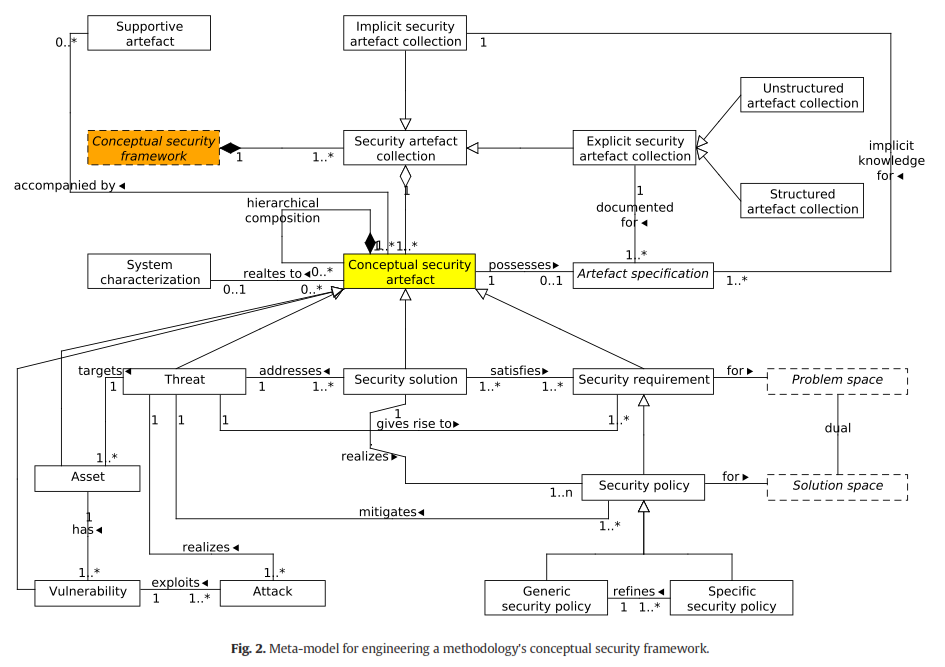 Supportive
artefact
Implicit security
artefact collection
0..*
1
Unstructured
artefact collection
Conceptual security
framework
1
1..*
Security artefact
collection
Explicit security
artefact collection
implicit
knowledge
for
accompanied by
1
1
Structured
artefact collection
hierarchical
composition
documented
for
1..*
1..*
1..*
System
characterization
realtes to
0..*
0..1
0..*
Conceptual security
artefact
possesses
1
0..1
Artefact specification
1..*
targets
1
Threat
addresses
1
1..*
Security solution
satisfies
1..*
1..*
Security requirement
for
Problem space
1
1
1
1
gives rise to
1..*
dual
realizes
1..*
Asset
1..n
Security policy
for
Solution space
1
has
mitigates
1..*
realizes
1..*
1..*
Vulnerability
exploits
1
1..*
Attack
Generic
security policy
refines
1
1..*
Specific
security policy
Fig. 2. Meta-model for engineering a methodology's conceptual security framework.